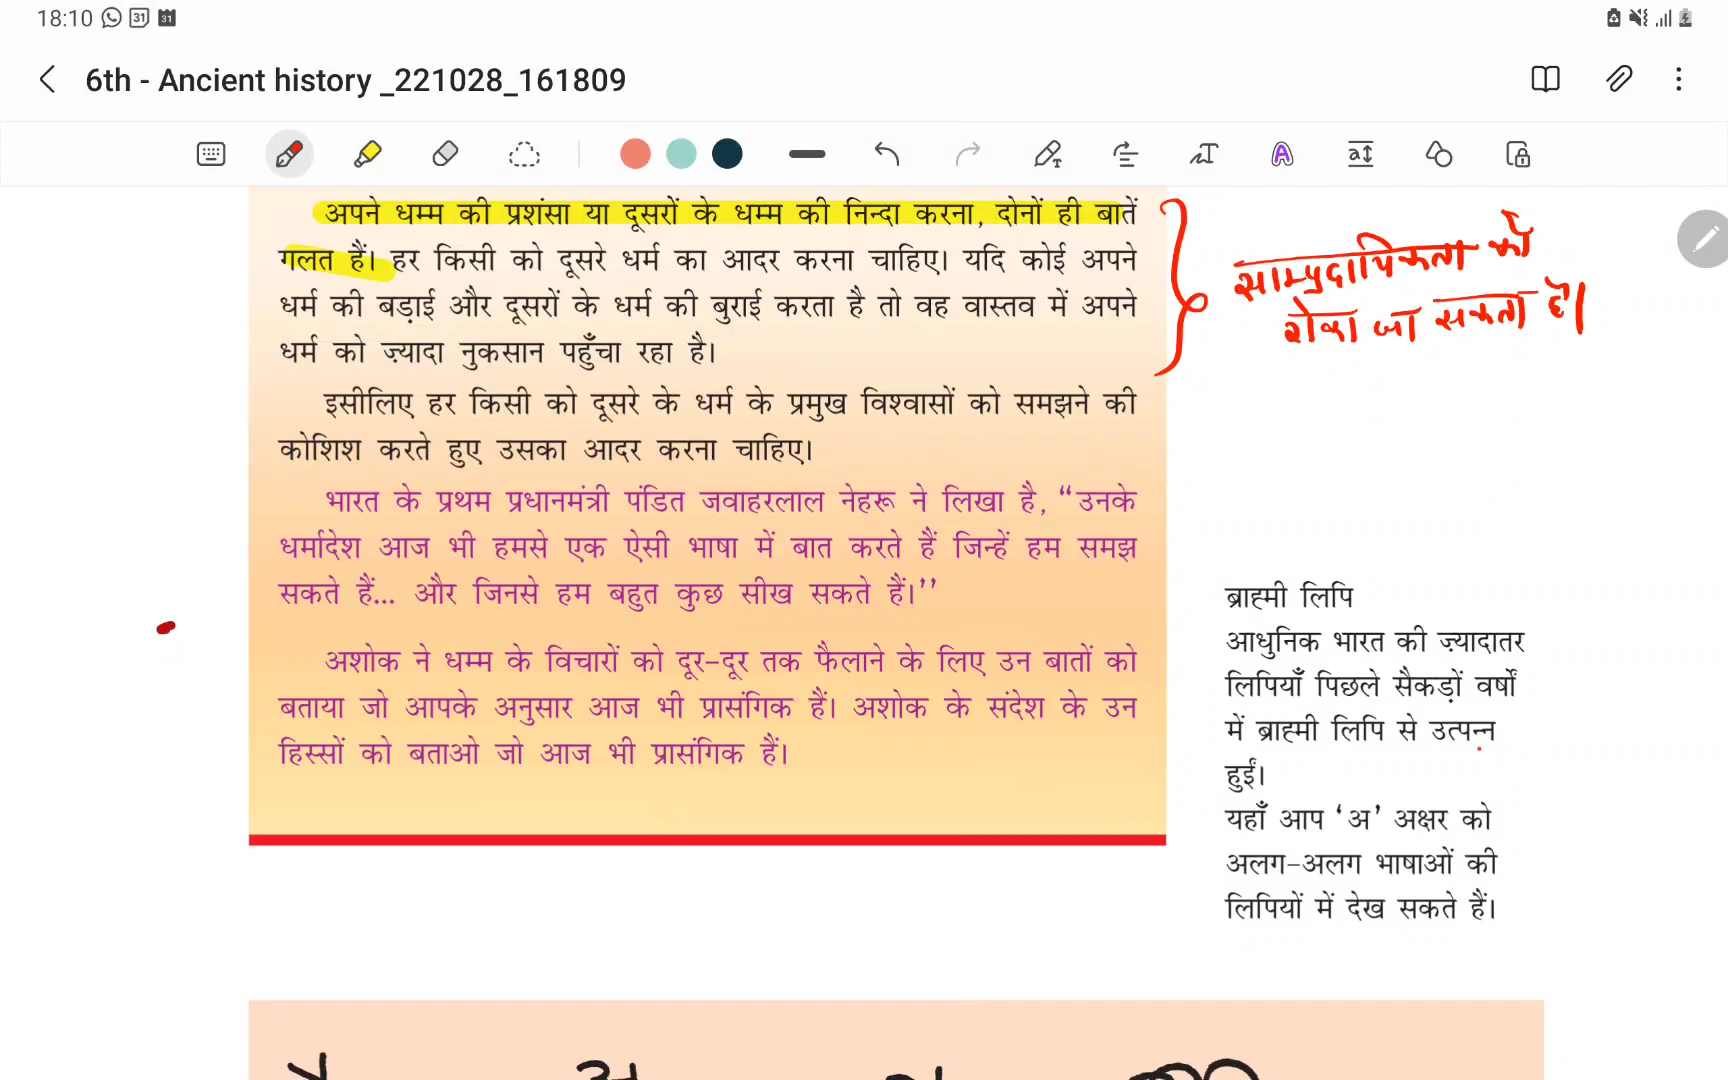 18:10 31 31
6th - Ancient history _221028_161809
अपने धम्म की प्रशंसा या दूसरों के धम्म की निन्दा करना, दोनों ही बातें
गलत हैं। हर किसी को दूसरे धर्म का आदर करना चाहिए। यदि कोई अपने
धर्म की बड़ाई और दूसरों के धर्म की बुराई करता है तो वह वास्तव में अपने
धर्म को ज़्यादा नुकसान पहुँचा रहा है।
साम्प्रदायिकता को
रोका जा सकता है।
इसीलिए हर किसी को दूसरे के धर्म के प्रमुख विश्वासों को समझने की
कोशिश करते हुए उसका आदर करना चाहिए।
भारत के प्रथम प्रधानमंत्री पंडित जवाहरलाल नेहरू ने लिखा है, “उनके
धर्मादेश आज भी हमसे एक ऐसी भाषा में बात करते हैं जिन्हें हम समझ
सकते हैं... और जिनसे हम बहुत कुछ सीख सकते हैं।’’
अशोक ने धम्म के विचारों को दूर-दूर तक फैलाने के लिए उन बातों को
बताया जो आपके अनुसार आज भी प्रासंगिक हैं। अशोक के संदेश के उन
हिस्सों को बताओ जो आज भी प्रासंगिक हैं।
ब्राह्मी लिपि
आधुनिक भारत की ज़्यादातर
लिपियाँ पिछले सैकड़ों वर्षों
में ब्राह्मी लिपि से उत्पन्न
हुईं।
यहाँ आप ‘अ’ अक्षर को
अलग-अलग भाषाओं की
लिपियों में देख सकते हैं।